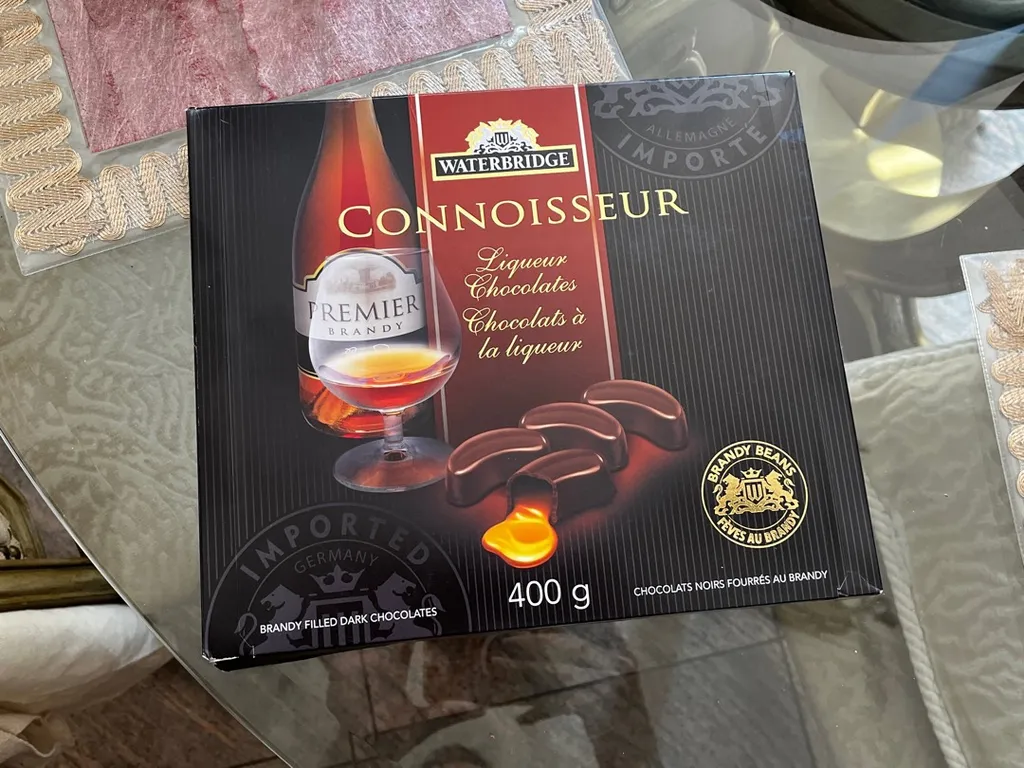 ALLEMAGNE
IMPORTÉ
W
WATERBRIDGE
CONNOISSEUR
Liqueur
Chocolates
Chocolats à
la liqueur
PREMIER
BRANDY
BRANDY BEANS
W
FÈVES AU BRANDY
IMPORTED
GERMANY
W
400 g
BRANDY FILLED DARK CHOCOLATES
CHOCOLATS NOIRS FOURRÉS AU BRANDY